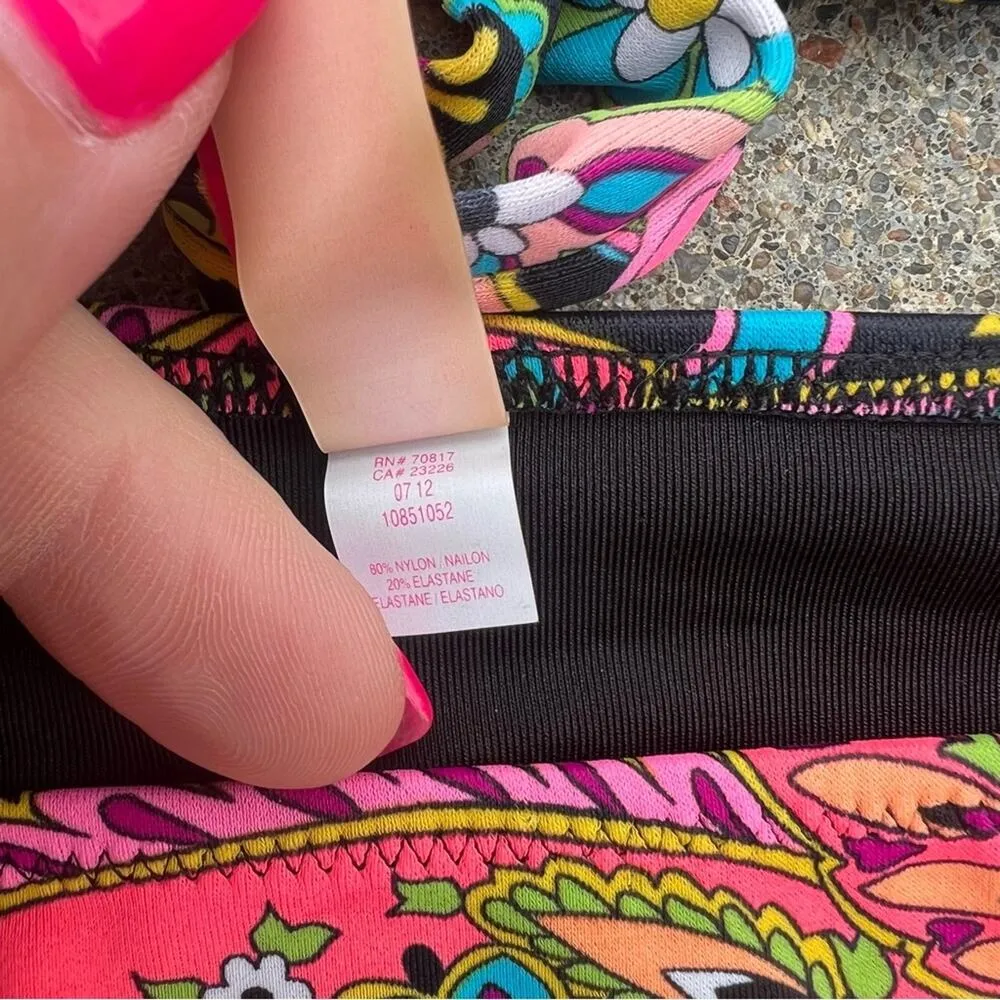 RN# 70817
CA# 23226
07 12
10851052
80% NYLON / NAILON
20% ELASTANE
ELASTANE / ELASTANO